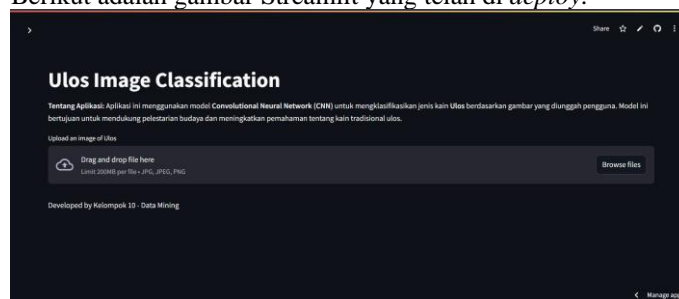 Berikut adalah gambar Streamlit yang telah di deploy.
Share
Ulos Image Classification
Tentang Aplikasi: Aplikasi ini menggunakan model Convolutional Neural Network (CNN) untuk mengklasifikasikan jenis kain Ulos berdasarkan gambar yang diunggah pengguna. Model ini
bertujuan untuk mendukung pelestarian budaya dan meningkatkan pemahaman tentang kain tradisional ulos.
Upload an image of Ulos
Drag and drop file here
Limit 200MB per file • JPG, JPEG, PNG
Browse files
Developed by Kelompok 10 - Data Mining
< Manage app